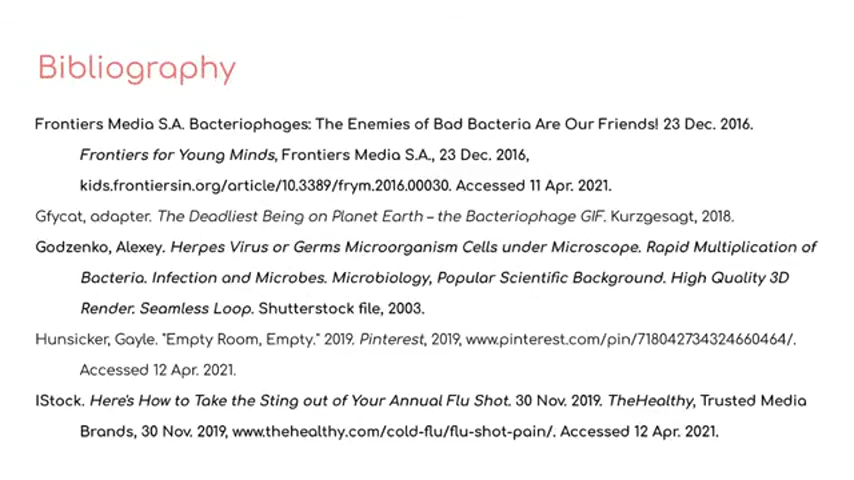 Bibliography
Frontiers Media S.A. Bacteriophages: The Enemies of Bad Bacteria Are Our Friends! 23 Dec. 2016.
Frontiers for Young Minds, Frontiers Media S.A., 23 Dec. 2016,
kids.frontiersin.org/article/10.3389/frym.2016.00030. Accessed 11 Apr. 2021.
Gfycat, adapter. The Deadliest Being on Planet Earth – the Bacteriophage GIF. Kurzgesagt, 2018.
Godzenko, Alexey. Herpes Virus or Germs Microorganism Cells under Microscope. Rapid Multiplication of
Bacteria. Infection and Microbes. Microbiology, Popular Scientific Background. High Quality 3D
Render. Seamless Loop. Shutterstock file, 2003.
Hunsicker, Gayle. "Empty Room, Empty." 2019. Pinterest, 2019, www.pinterest.com/pin/718042734324660464/.
Accessed 12 Apr. 2021.
IStock. Here's How to Take the Sting out of Your Annual Flu Shot. 30 Nov. 2019. TheHealthy, Trusted Media
Brands, 30 Nov. 2019, www.thehealthy.com/cold-flu/flu-shot-pain/. Accessed 12 Apr. 2021.